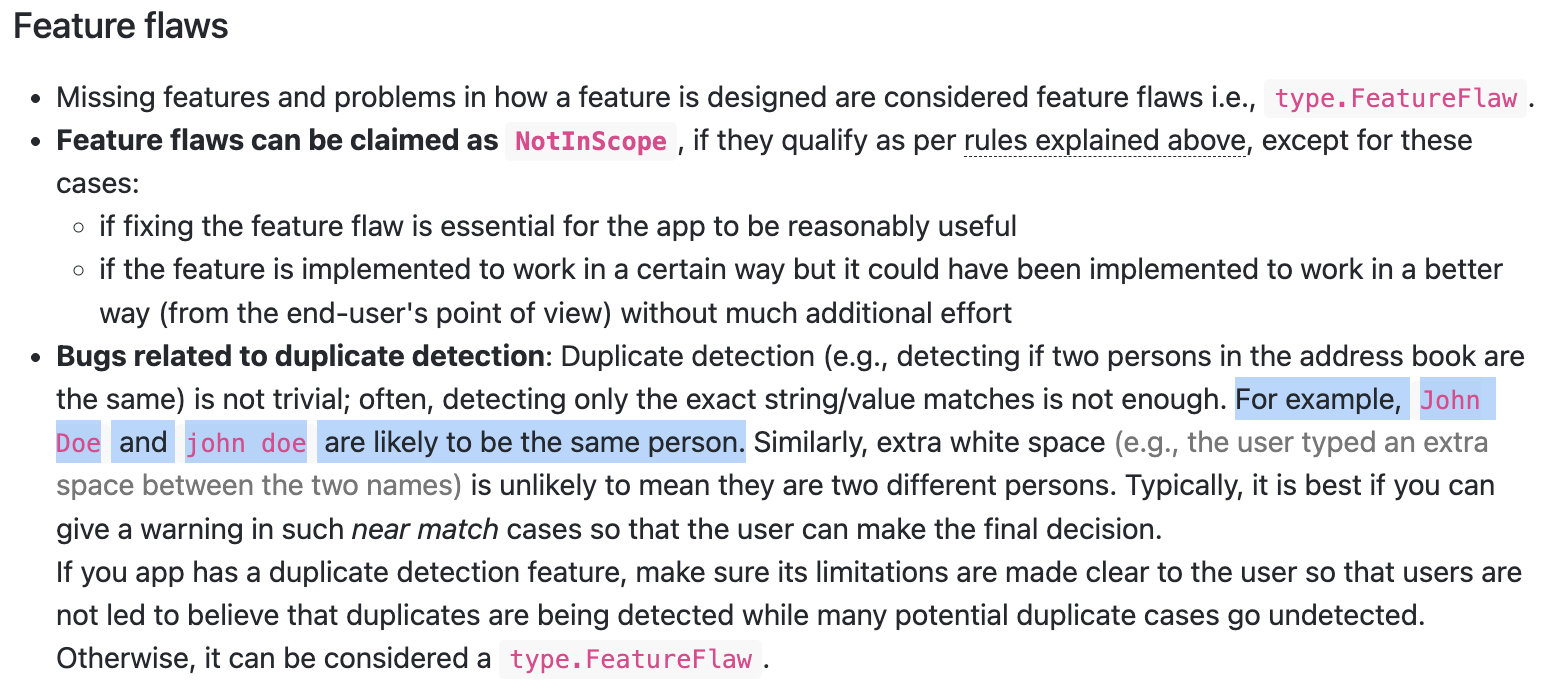 Feature flaws
• Missing features and problems in how a feature is designed are considered feature flaws i.e., type.FeatureFlaw.
• Feature flaws can be claimed as NotInScope, if they qualify as per rules explained above, except for these
cases:
◦ if fixing the feature flaw is essential for the app to be reasonably useful
◦ if the feature is implemented to work in a certain way but it could have been implemented to work in a better
way (from the end-user's point of view) without much additional effort
• Bugs related to duplicate detection: Duplicate detection (e.g., detecting if two persons in the address book are
the same) is not trivial; often, detecting only the exact string/value matches is not enough. For example, John
Doe and john doe are likely to be the same person. Similarly, extra white space (e.g., the user typed an extra
space between the two names) is unlikely to mean they are two different persons. Typically, it is best if you can
give a warning in such near match cases so that the user can make the final decision.
If you app has a duplicate detection feature, make sure its limitations are made clear to the user so that users are
not led to believe that duplicates are being detected while many potential duplicate cases go undetected.
Otherwise, it can be considered a type.FeatureFlaw.